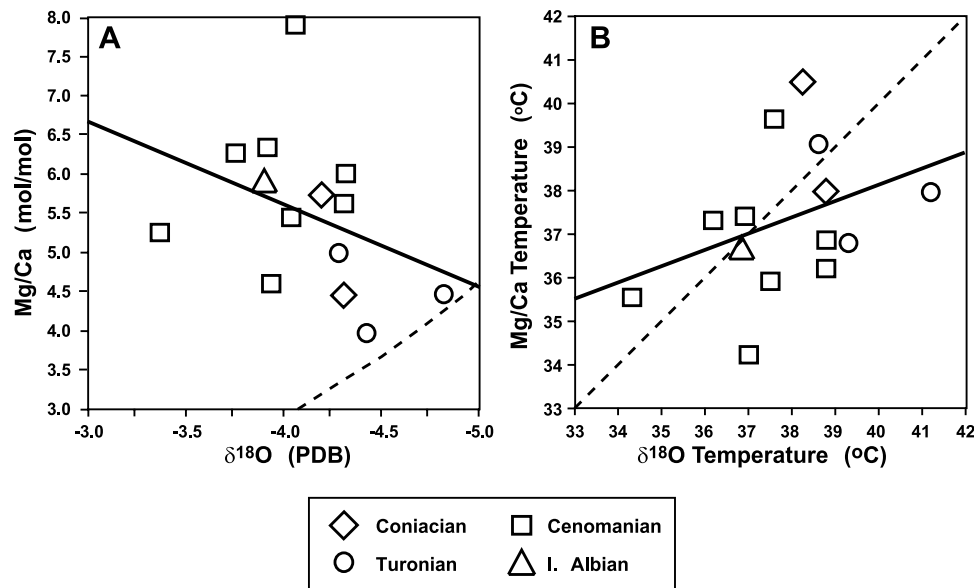 A
Mg/Ca (mol/mol)
8.0
7.5
7.0
6.5
6.0
5.5
5.0
4.5
4.0
3.5
3.0
-3.0 -3.5 -4.0 -4.5 -5.0
δ18O (PDB)
B
Mg/Ca Temperature (oC)
42
41
40
39
38
37
36
35
34
33
33 34 35 36 37 38 39 40 41 42
δ18O Temperature (oC)
Coniacian Cenomanian
Turonian l. Albian